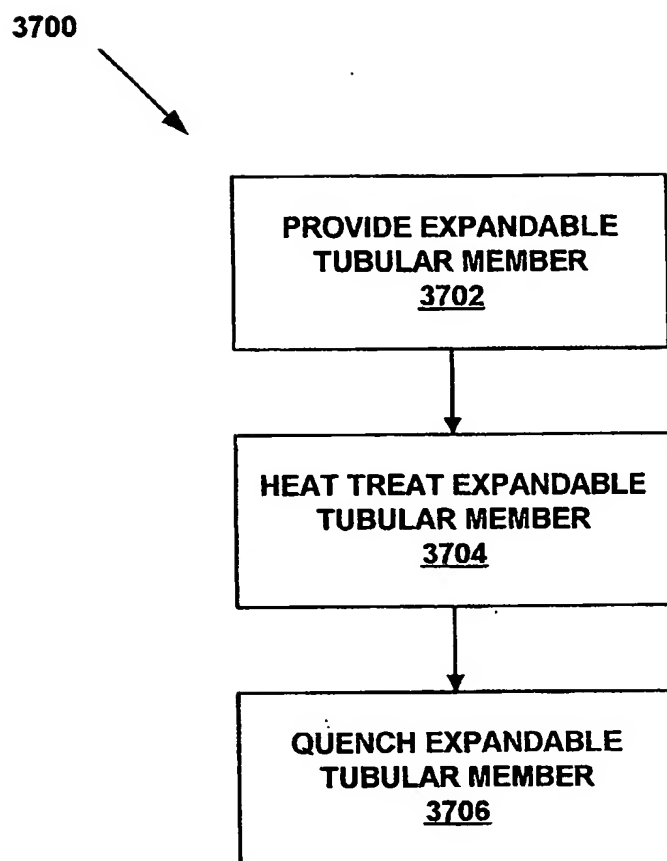 3700
PROVIDE EXPANDABLE
TUBULAR MEMBER
3702
HEAT TREAT EXPANDABLE
TUBULAR MEMBER
3704
QUENCH EXPANDABLE
TUBULAR MEMBER
3706